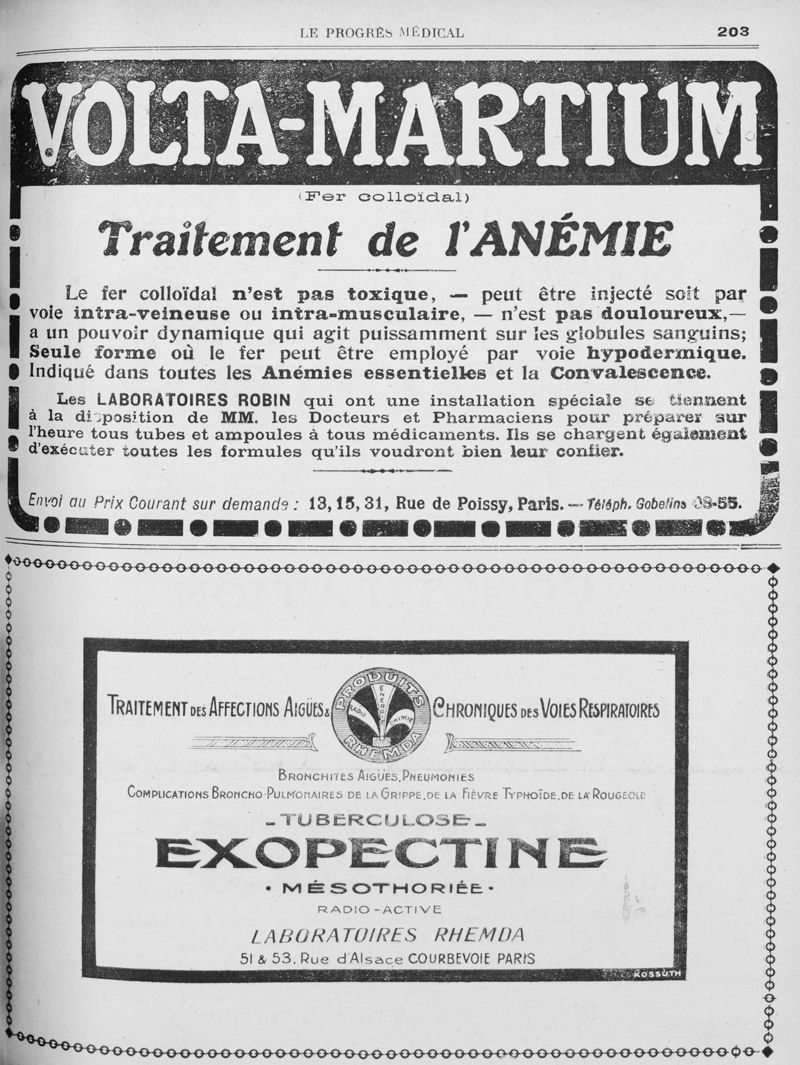 LE PROGRÈS MÉDICAL 203
VOLTA-MARTIUM
(Fer colloïdal)
Traitement de l'ANÉMIE
Le fer colloïdal n'est pas toxique, — peut être injecté soit par
voie intra-veineuse ou intra-musculaire, — n'est pas douloureux,—
a un pouvoir dynamique qui agit puissamment sur les globules sanguins;
Seule forme où le fer peut être employé par voie hypodermique.
Indiqué dans toutes les Anémies essentielles et la Convalescence.
Les LABORATOIRES ROBIN qui ont une installation spéciale se tiennent
à la disposition de MM. les Docteurs et Pharmaciens pour préparer sur
l'heure tous tubes et ampoules à tous médicaments. Ils se chargent également
d'exécuter toutes les formules qu'ils voudront bien leur confier.
Envoi au Prix Courant sur demande : 13, 15, 31, Rue de Poissy, Paris. — Téléph. Gobelins -55.
PRODUITS
RADIO ENERGIE CHIMIE
RHEMDA
TRAITEMENT DES AFFECTIONS AIGÜES & CHRONIQUES DES VOIES RESPIRATOIRES
BRONCHITES AIGÜES, PNEUMONIES
COMPLICATIONS BRONCHO-PULMONAIRES DE LA GRIPPE, DE LA FIÈVRE TYPHOÏDE, DE LA ROUGEOLE
- TUBERCULOSE -
EXOPECTINE
• MÉSOTHORIÉE •
RADIO-ACTIVE
LABORATOIRES RHEMDA
51 & 53, Rue d'Alsace COURBEVOIE PARIS
KOSSUTH